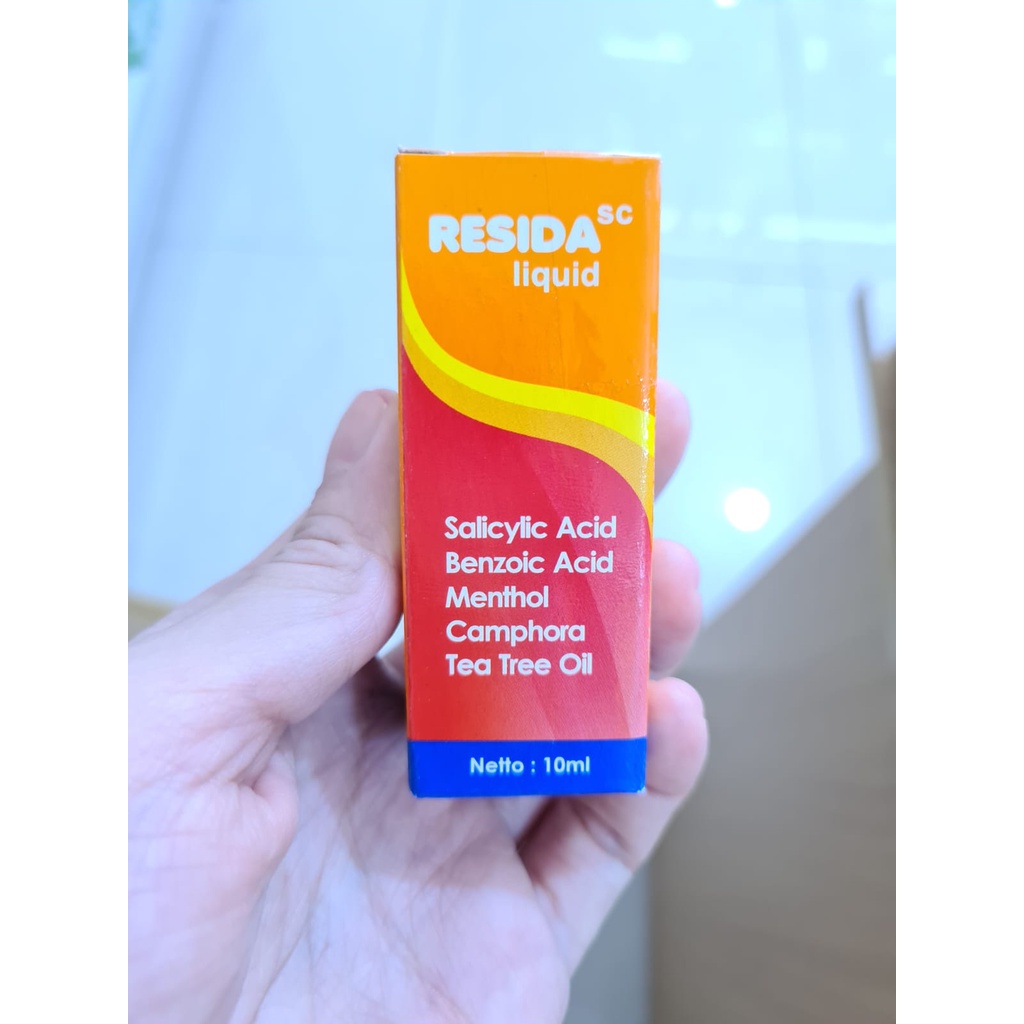 RESIDA SC
liquid
Salicylic Acid
Benzoic Acid
Menthol
Camphora
Tea Tree Oil
Netto : 10ml